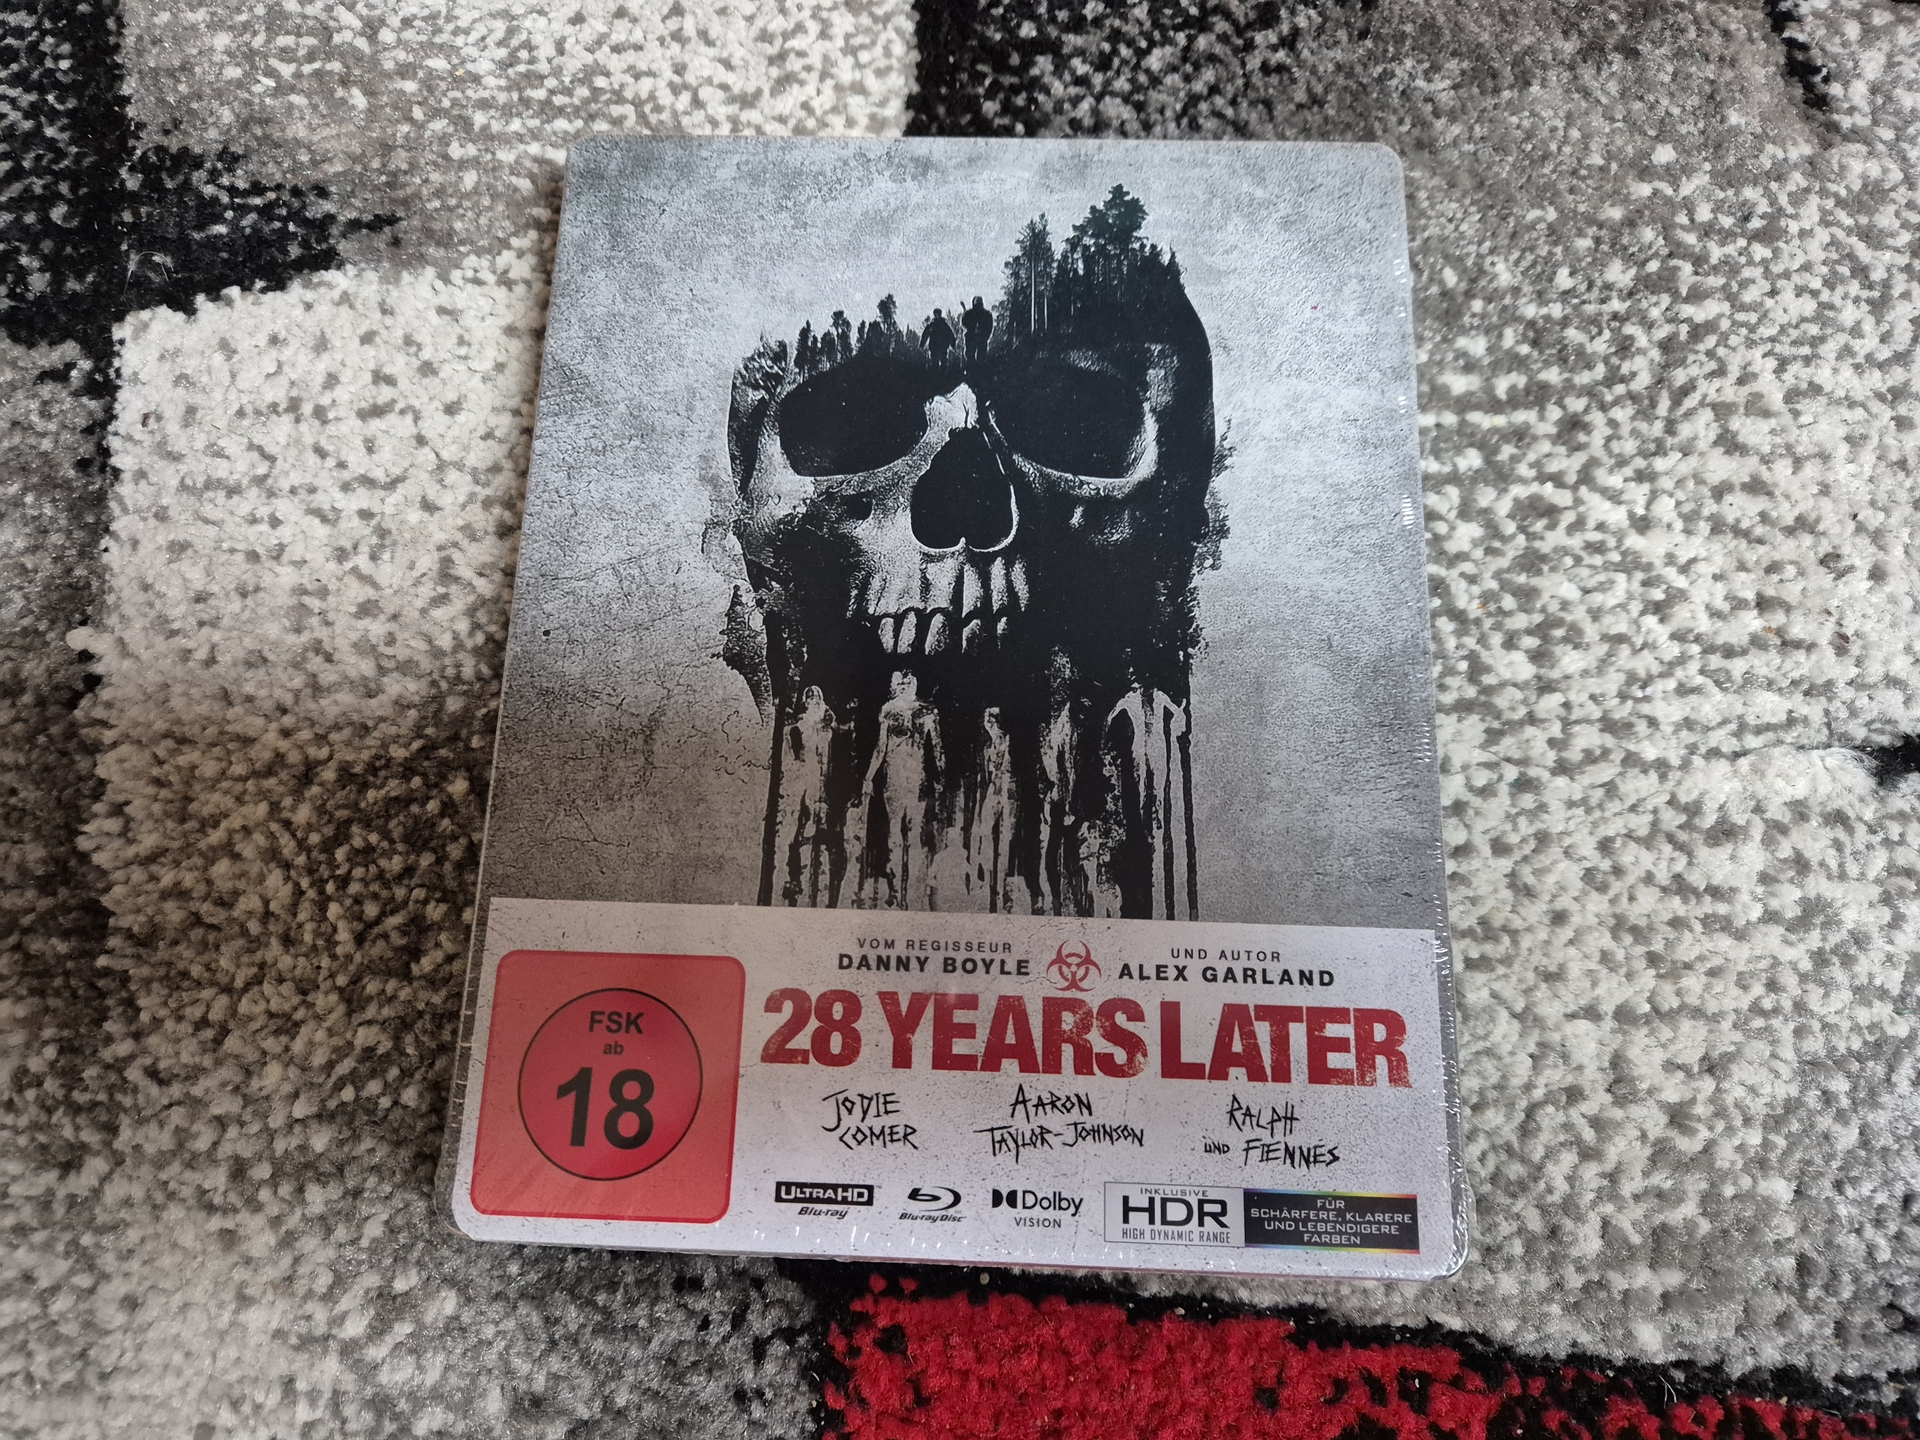 VOM REGISSEUR
DANNY BOYLE
UND AUTOR
ALEX GARLAND
28 YEARS LATER
FSK
ab
18
JODIE
COMER
AARON
TAYLOR-JOHNSON
RALPH
UND FIENNES
ULTRA HD
Blu-ray
Blu-ray Disc
Dolby
VISION
INKLUSIVE
HDR
HIGH DYNAMIC RANGE
FÜR
SCHÄRFERE, KLARERE
UND LEBENDIGERE
FARBEN